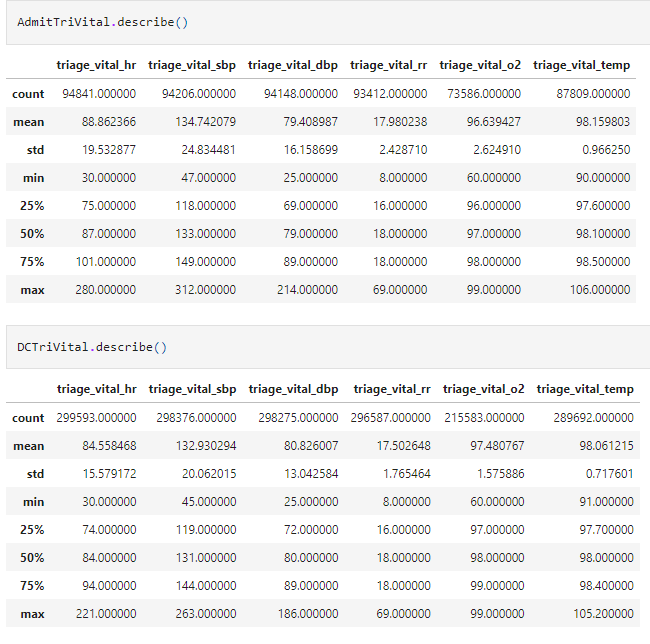 AdmitTriVital.describe()
triage_vital_hr triage_vital_sbp triage_vital_dbp triage_vital_rr triage_vital_o2 triage_vital_temp
count 94841.000000 94206.000000 94148.000000 93412.000000 73586.000000 87809.000000
mean 88.862366 134.742079 79.408987 17.980238 96.639427 98.159803
std 19.532877 24.834481 16.158699 2.428710 2.624910 0.966250
min 30.000000 47.000000 25.000000 8.000000 60.000000 90.000000
25% 75.000000 118.000000 69.000000 16.000000 96.000000 97.600000
50% 87.000000 133.000000 79.000000 18.000000 97.000000 98.100000
75% 101.000000 149.000000 89.000000 18.000000 98.000000 98.500000
max 280.000000 312.000000 214.000000 69.000000 99.000000 106.000000
DCTriVital.describe()
triage_vital_hr triage_vital_sbp triage_vital_dbp triage_vital_rr triage_vital_o2 triage_vital_temp
count 299593.000000 298376.000000 298275.000000 296587.000000 215583.000000 289692.000000
mean 84.558468 132.930294 80.826007 17.502648 97.480767 98.061215
std 15.579172 20.062015 13.042584 1.765464 1.575886 0.717601
min 30.000000 45.000000 25.000000 8.000000 60.000000 91.000000
25% 74.000000 119.000000 72.000000 16.000000 97.000000 97.700000
50% 84.000000 131.000000 80.000000 18.000000 98.000000 98.000000
75% 94.000000 144.000000 89.000000 18.000000 99.000000 98.400000
max 221.000000 263.000000 186.000000 69.000000 99.000000 105.200000